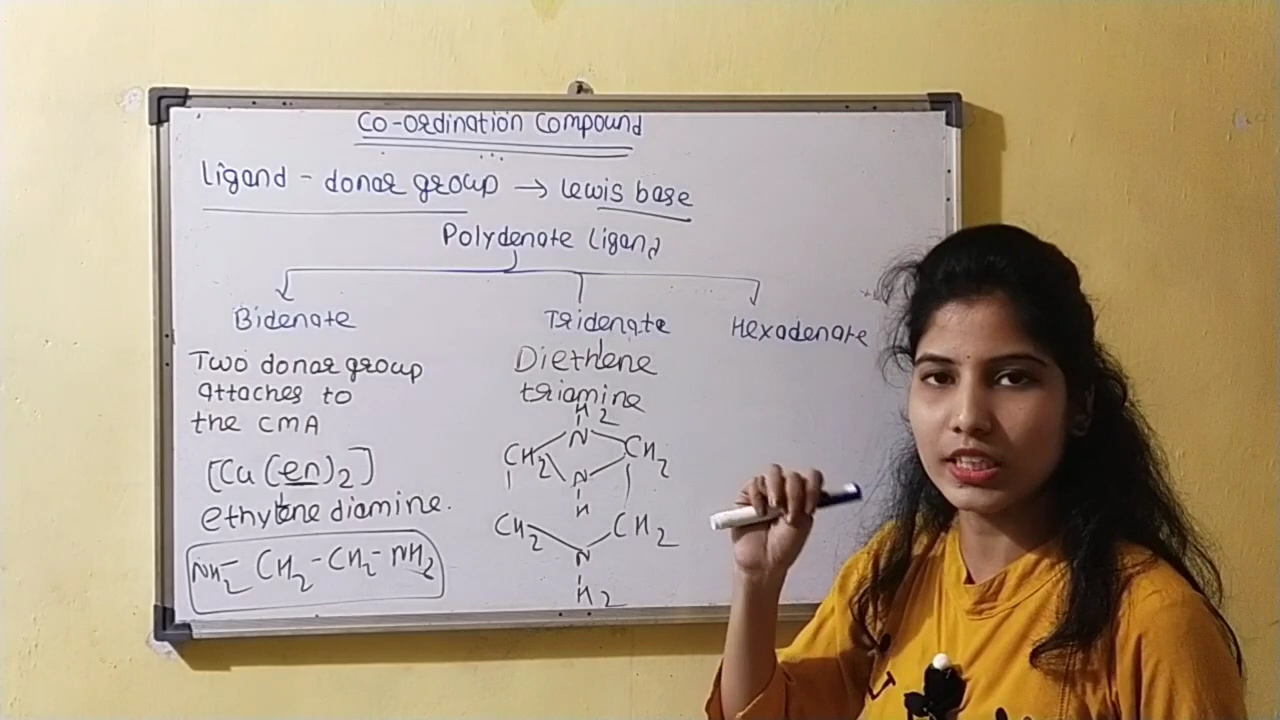 Co-ordination Compound
Ligand - donar group → Lewis base
Polydenate Ligand
Bidenate
Two donar group
attaches to
the CMA
[Cu(en)2]
ethylene diamine.
NH2- CH2-CH2-NH2
Tridenate
Diethlene
triamine
H2
N
CH2 CH2
N
H
CH2 CH2
N
H2
Hexadenate